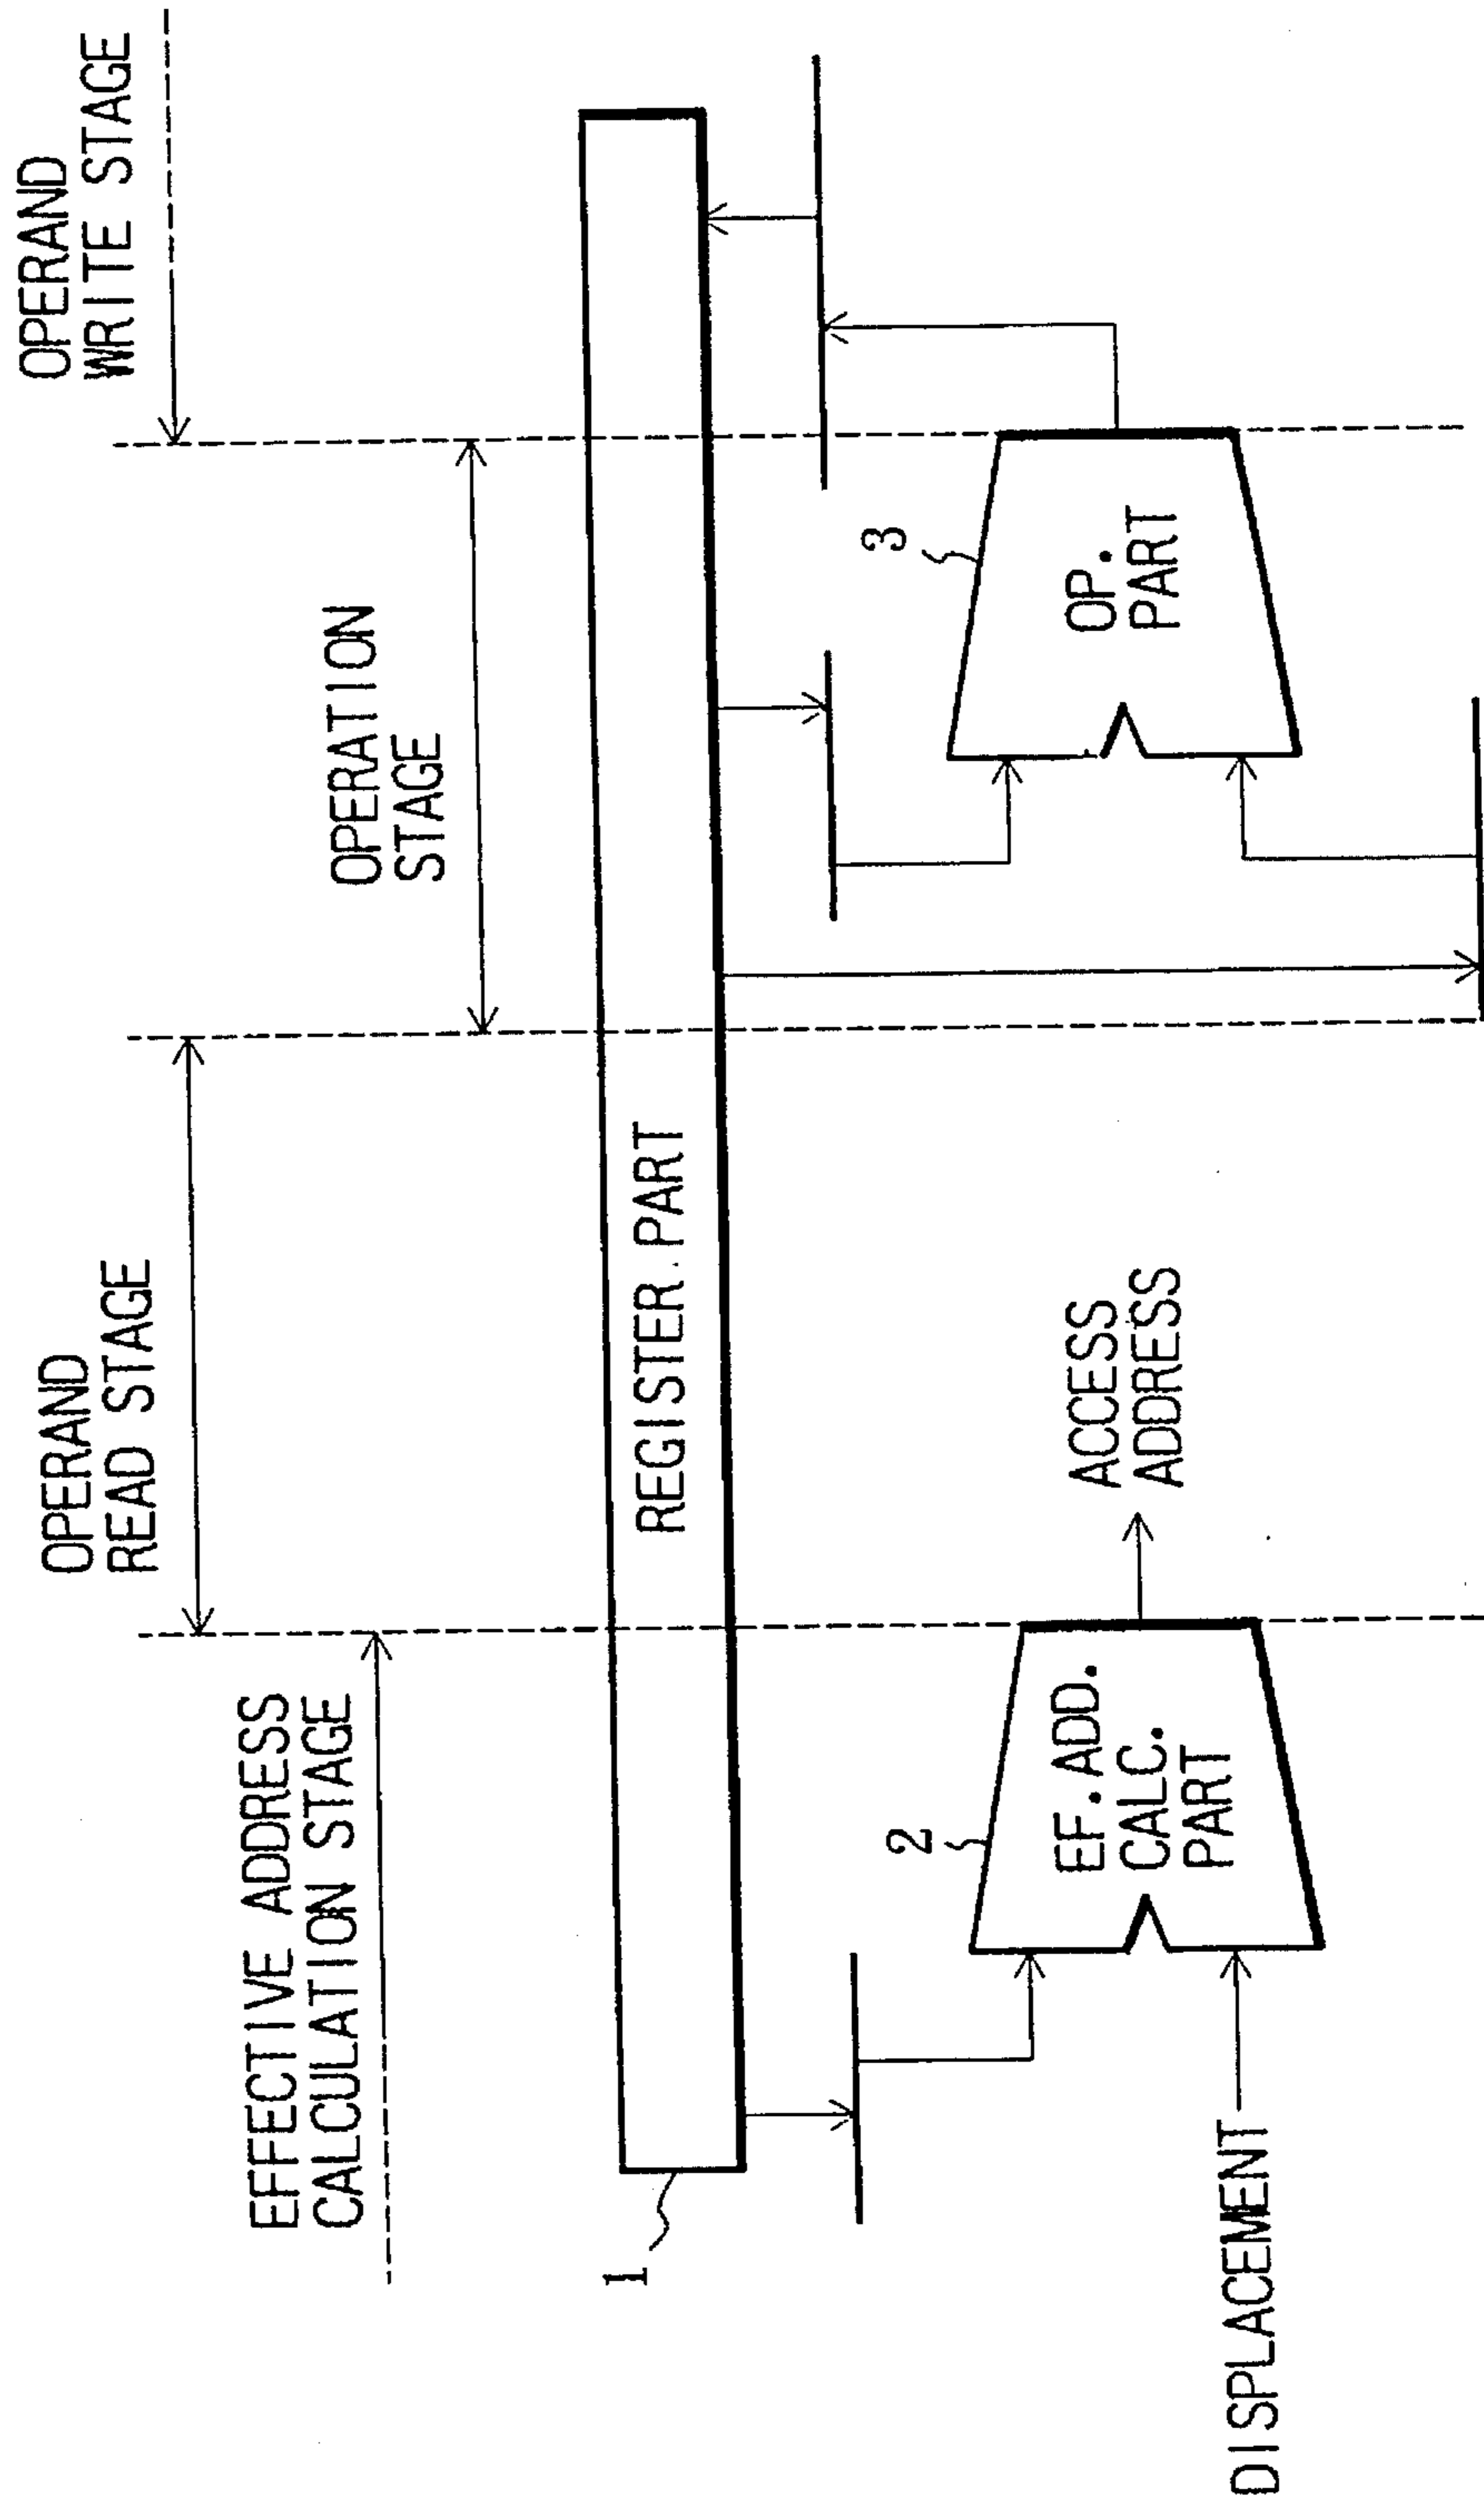 EFFECTIVE ADDRESS
CALCULATION STAGE
OPERAND
READ STAGE
OPERATION
STAGE
OPERAND
WRITE STAGE
1
REGISTER PART
2
EF. ADD.
CALC.
PART
DISPLACEMENT
ACCESS
ADDRESS
3
OP.
PART